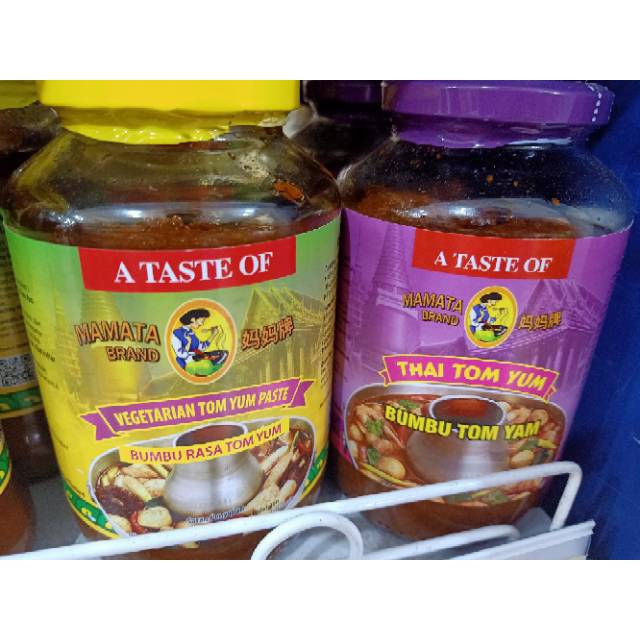 A TASTE OF
MAMATA
BRAND
妈妈牌
VEGETARIAN TOM YUM PASTE
BUMBU RASA TOM YUM
A TASTE OF
MAMATA
BRAND
妈妈牌
THAI TOM YUM
BUMBU TOM YAM